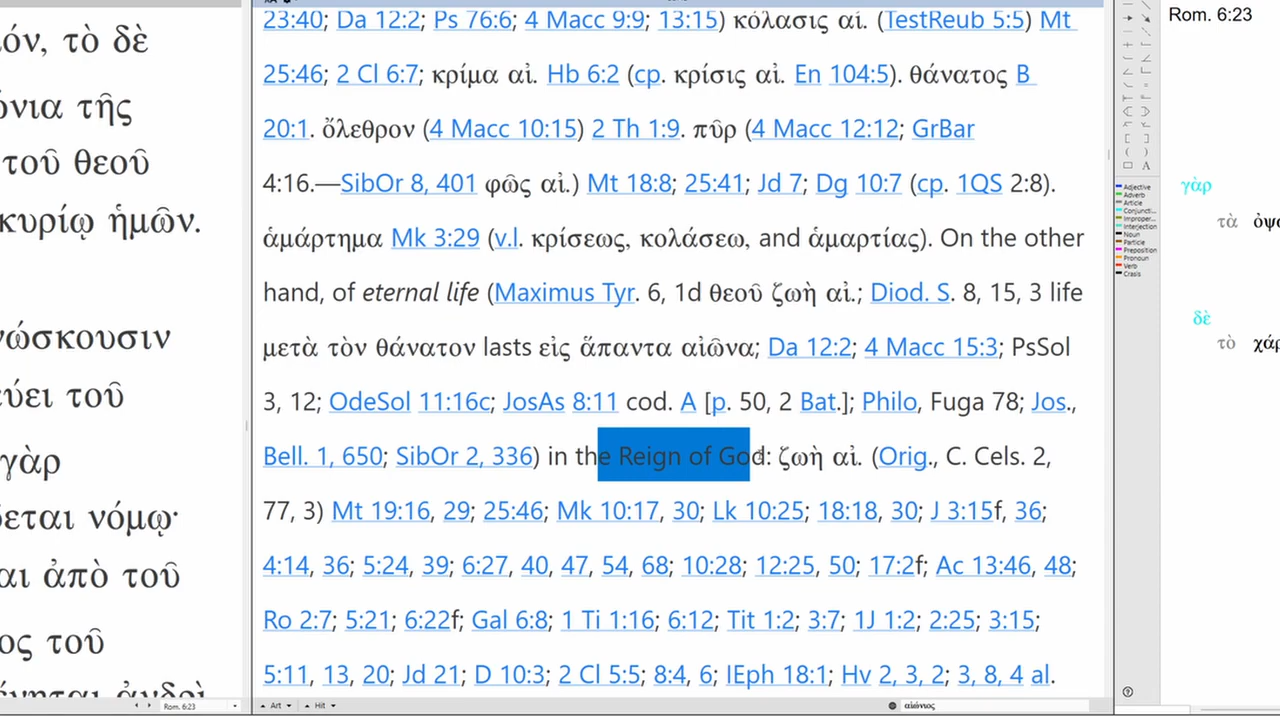 όν, τὸ δὲ
όνια τῆς
τοῦ θεοῦ
κυρίῳ ἡμῶν.
νώσκουσιν
εύει τοῦ
γὰρ
δεται νόμῳ·
αι ἀπὸ τοῦ
ος τοῦ
Rom. 6:23
23:40; Da 12:2; Ps 76:6; 4 Macc 9:9; 13:15) κόλασις αἰ. (TestReub 5:5) Mt
25:46; 2 Cl 6:7; κρίμα αἰ. Hb 6:2 (cp. κρίσις αἰ. En 104:5). θάνατος B
20:1. ὄλεθρον (4 Macc 10:15) 2 Th 1:9. πῦρ (4 Macc 12:12; GrBar
4:16.—SibOr 8, 401 φῶς αἰ.) Mt 18:8; 25:41; Jd 7; Dg 10:7 (cp. 1QS 2:8).
ἁμάρτημα Mk 3:29 (v.l. κρίσεως, κολάσεω, and ἁμαρτίας). On the other
hand, of eternal life (Maximus Tyr. 6, 1d θεοῦ ζωὴ αἰ.; Diod. S. 8, 15, 3 life
μετὰ τὸν θάνατον lasts εἰς ἅπαντα αἰῶνα; Da 12:2; 4 Macc 15:3; PsSol
3, 12; OdeSol 11:16c; JosAs 8:11 cod. A [p. 50, 2 Bat.]; Philo, Fuga 78; Jos.,
Bell. 1, 650; SibOr 2, 336) in the Reign of God: ζωὴ αἰ. (Orig., C. Cels. 2,
77, 3) Mt 19:16, 29; 25:46; Mk 10:17, 30; Lk 10:25; 18:18, 30; J 3:15f, 36;
4:14, 36; 5:24, 39; 6:27, 40, 47, 54, 68; 10:28; 12:25, 50; 17:2f; Ac 13:46, 48;
Ro 2:7; 5:21; 6:22f; Gal 6:8; 1 Ti 1:16; 6:12; Tit 1:2; 3:7; 1J 1:2; 2:25; 3:15;
5:11, 13, 20; Jd 21; D 10:3; 2 Cl 5:5; 8:4, 6; IEph 18:1; Hv 2, 3, 2; 3, 8, 4 al.
Art
Hit
αἰώνιος
Adjective
Adverb
Article
Conjuncti...
Improper...
Interjection
Noun
Particle
Preposition
Pronoun
Verb
Crasis
Rom. 6:23
γὰρ
τὰ ὀψ
δὲ
τὸ χάρ